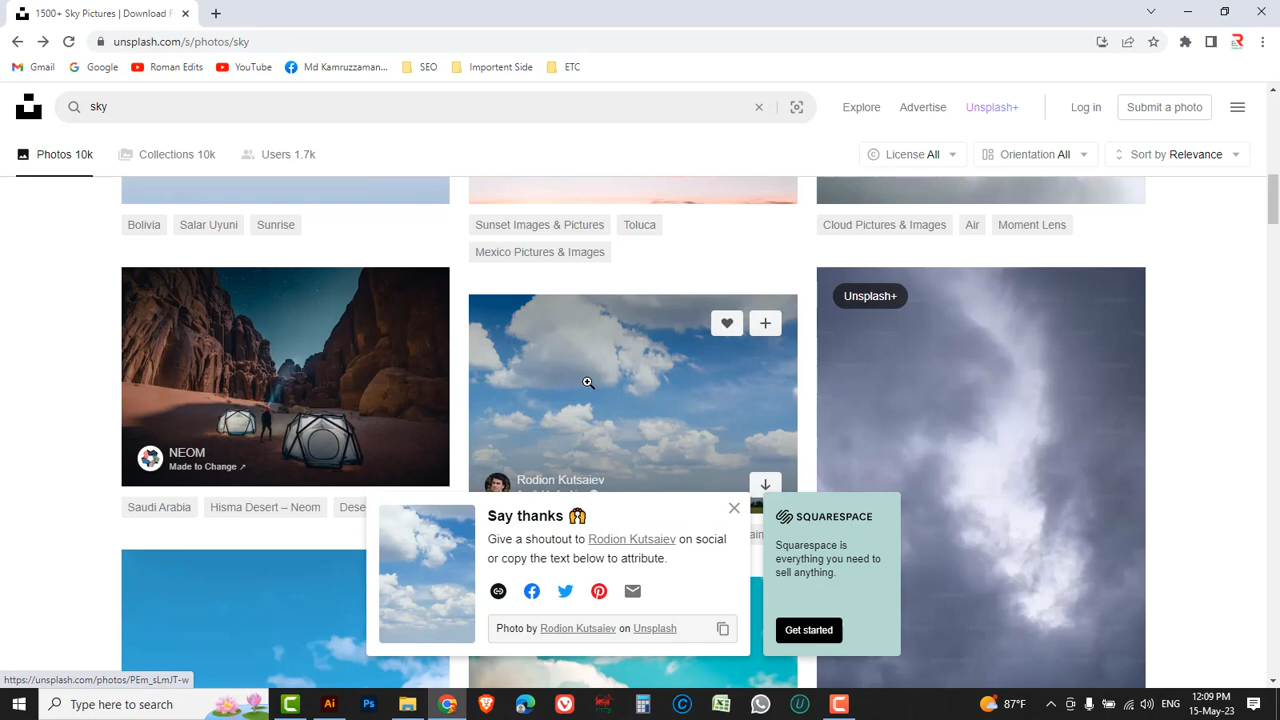 1500+ Sky Pictures | Download F
unsplash.com/s/photos/sky
Gmail
Google
Roman Edits
YouTube
Md Kamruzzaman...
SEO
Importent Side
ETC
sky
Explore
Advertise
Unsplash+
Log in
Submit a photo
Photos 10k
Collections 10k
Users 1.7k
License All
Orientation All
Sort by Relevance
Bolivia
Salar Uyuni
Sunrise
Sunset Images & Pictures
Toluca
Mexico Pictures & Images
Cloud Pictures & Images
Air
Moment Lens
NEOM
Made to Change ↗
Unsplash+
Rodion Kutsaiev
Saudi Arabia
Hisma Desert – Neom
Say thanks 🙌
Give a shoutout to Rodion Kutsaiev on social
or copy the text below to attribute.
Photo by Rodion Kutsaiev on Unsplash
SQUARESPACE
Squarespace is
everything you need to
sell anything.
Get started
https://unsplash.com/photos/PEm_sLmJT-w
Type here to search
Ai
Ps
87°F
ENG
12:09 PM
15-May-23